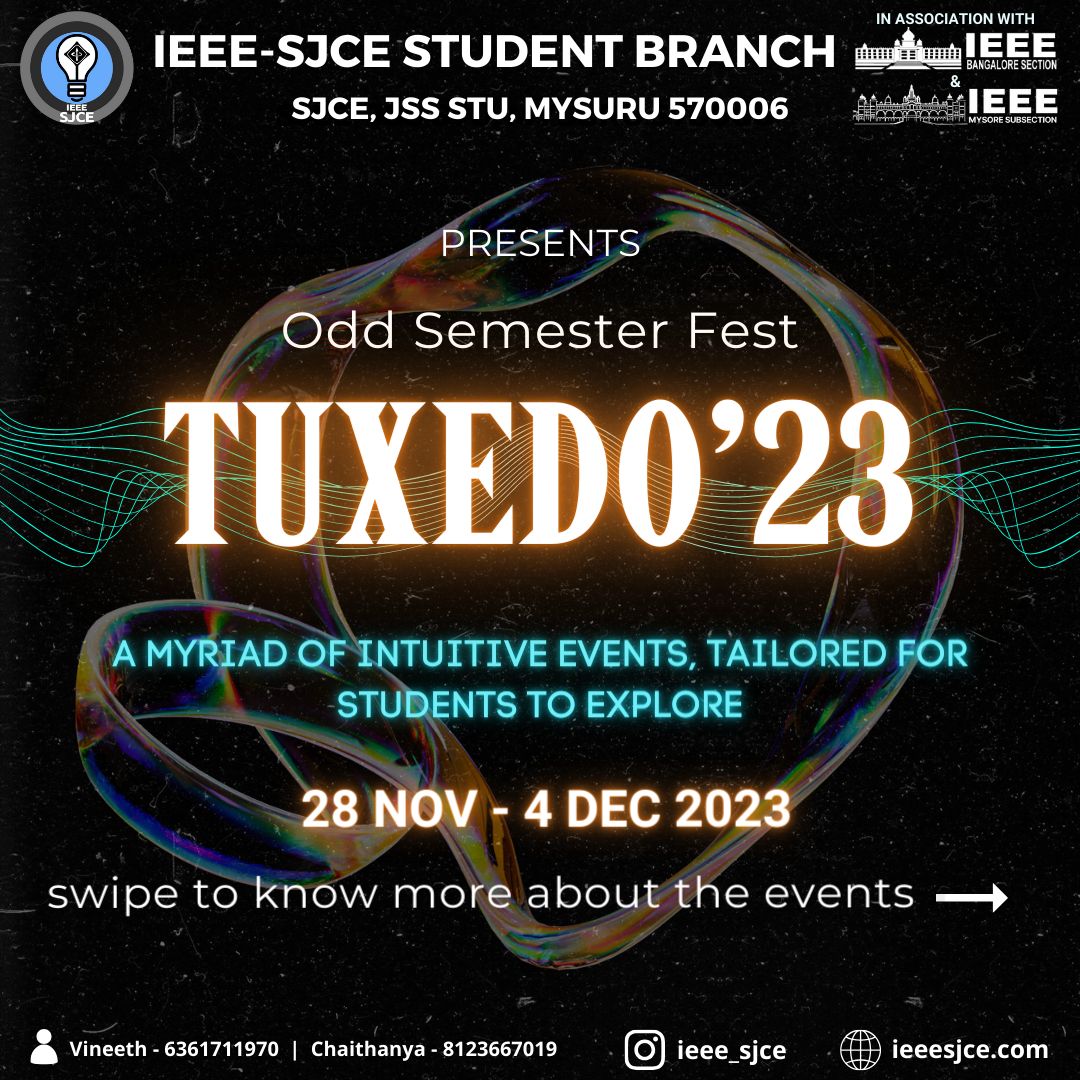 IEEE-SJCE STUDENT BRANCH
SJCE, JSS STU, MYSURU 570006
IEEE
SJCE
IN ASSOCIATION WITH
IEEE
BANGALORE SECTION
&
IEEE
MYSORE SUBSECTION
PRESENTS
Odd Semester Fest
TUXEDO'23
A MYRIAD OF INTUITIVE EVENTS, TAILORED FOR
STUDENTS TO EXPLORE
28 NOV - 4 DEC 2023
swipe to know more about the events
Vineeth - 6361711970 | Chaithanya - 8123667019
ieee_sjce
ieeesjce.com